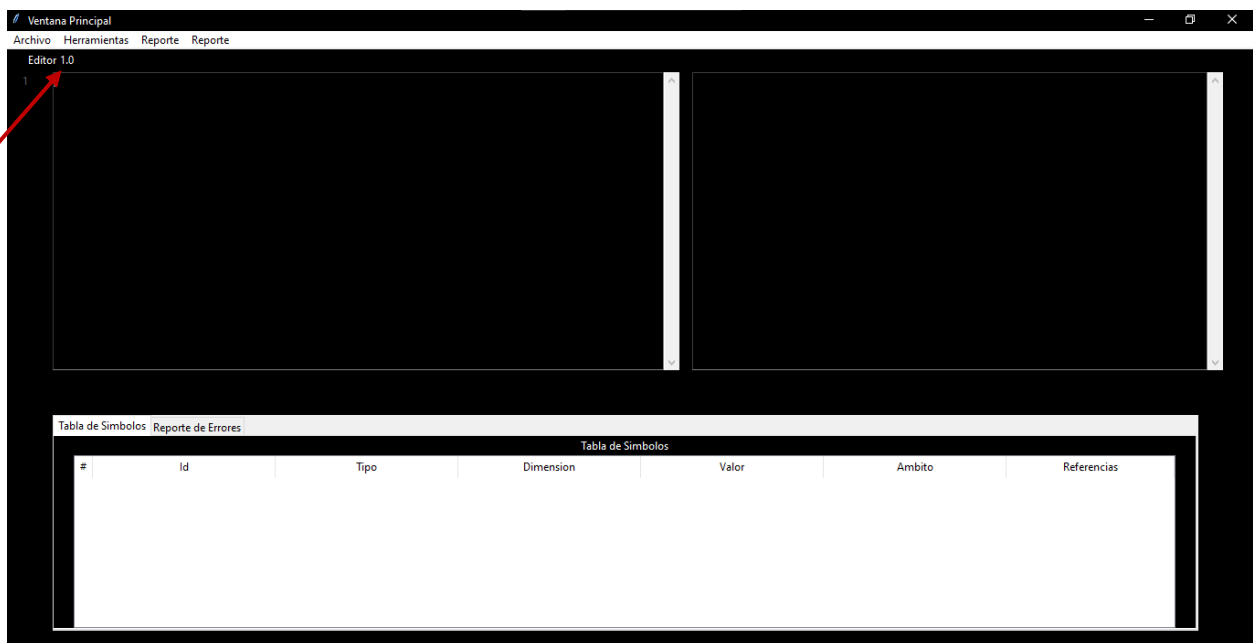 Ventana Principal
Archivo Herramientas Reporte Reporte
Editor 1.0
1
Tabla de Simbolos Reporte de Errores
Tabla de Simbolos
# Id Tipo Dimension Valor Ambito Referencias